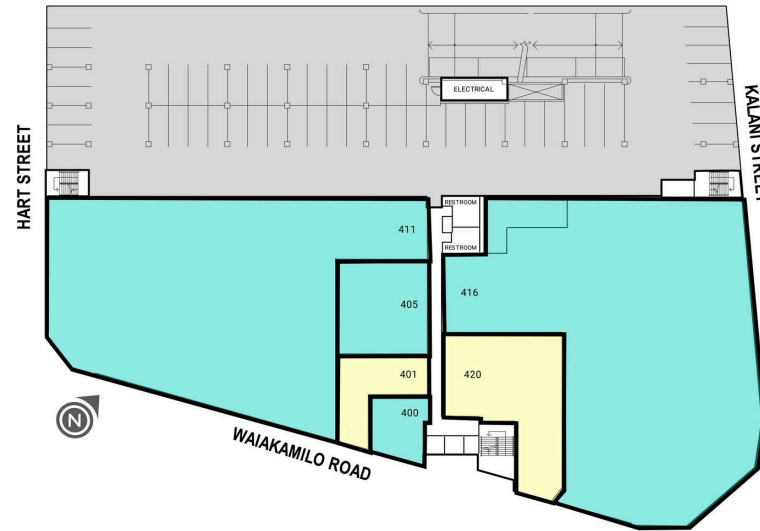 ELECTRICAL
HART STREET
KALANI STREET
RESTROOM
411
RESTROOM
405
416
401
420
400
N
WAIAKAMILO ROAD